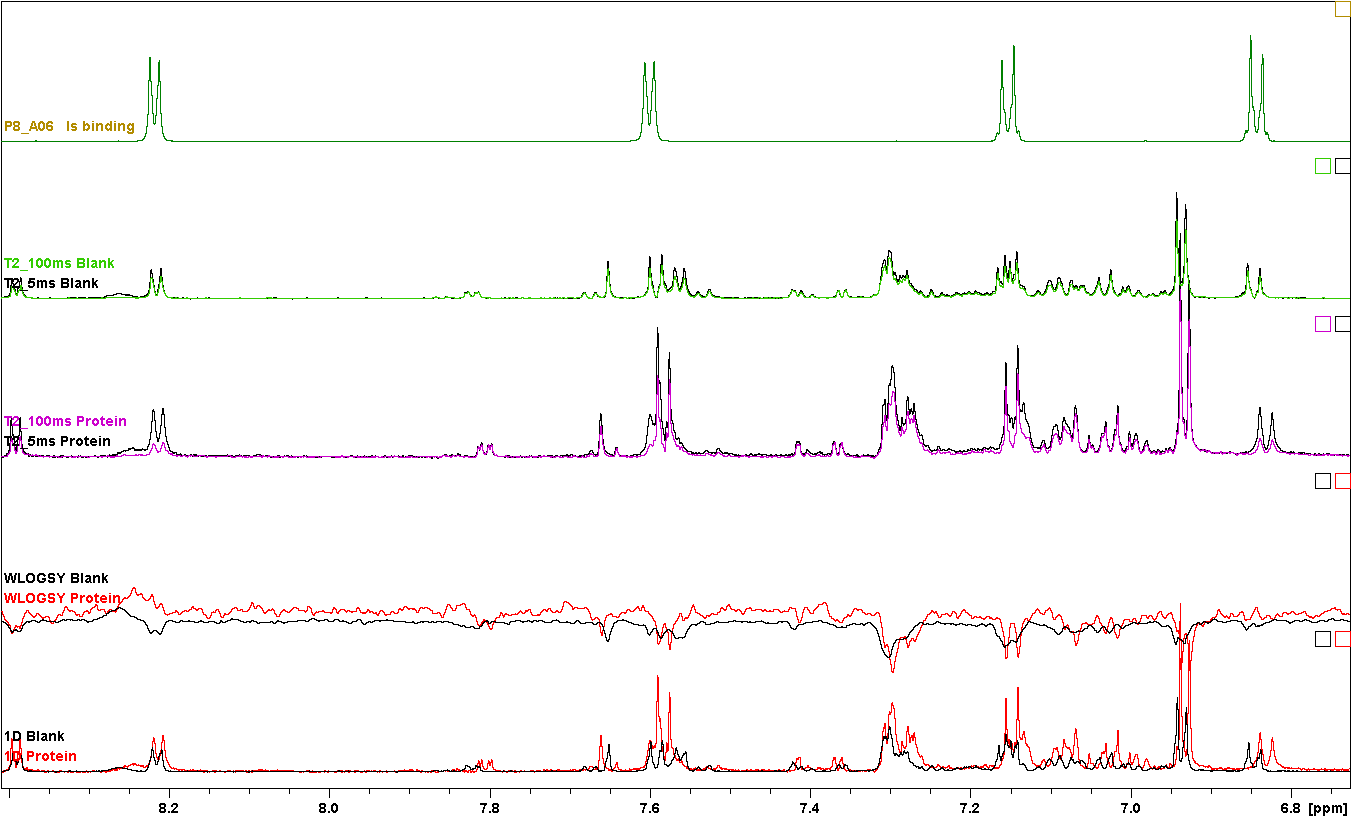 P8_A06 Is binding
T2_100ms Blank
T2_5ms Blank
T2_100ms Protein
T2_5ms Protein
WLOGSY Blank
WLOGSY Protein
1D Blank
1D Protein
8.2 8.0 7.8 7.6 7.4 7.2 7.0 6.8 [ppm]